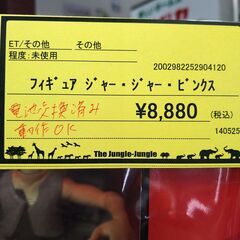 ET/その他　その他
程度:未使用
2002982252904120
フィギュア ジャー・ジャー・ビンクス
電池交換済み
動作OK
¥8,880(税込)
140525
The Jungle-Jungle